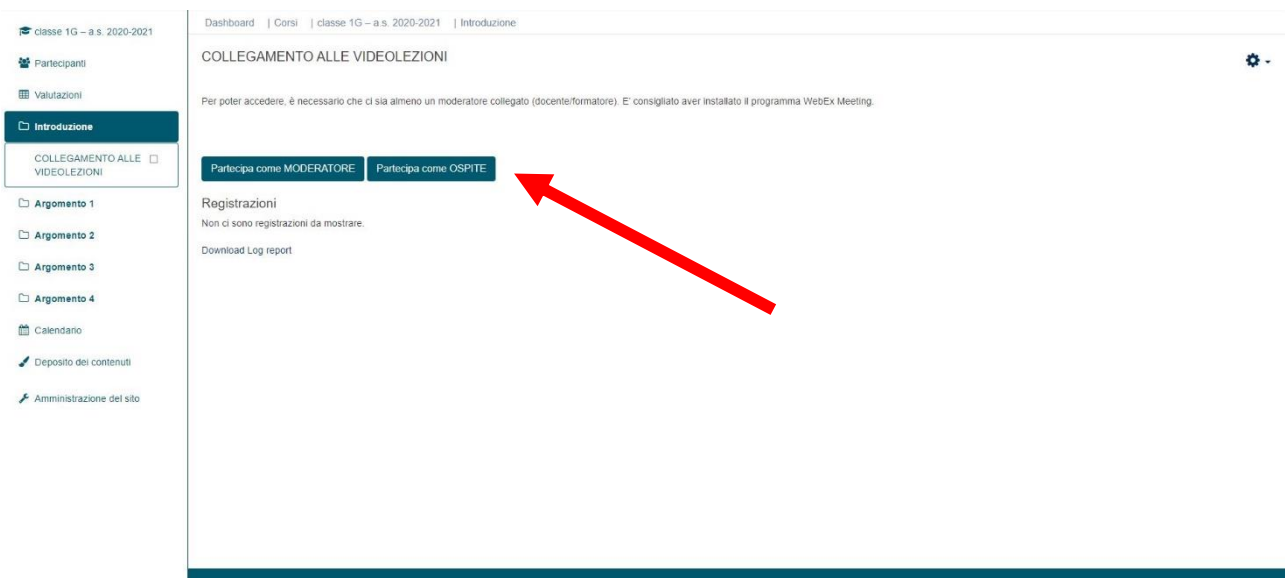 classe 1G – a.s. 2020-2021
Partecipanti
Valutazioni
Introduzione
COLLEGAMENTO ALLE
VIDEOLEZIONI
Argomento 1
Argomento 2
Argomento 3
Argomento 4
Calendario
Deposito dei contenuti
Amministrazione del sito
Dashboard | Corsi | classe 1G – a.s. 2020-2021 | Introduzione
COLLEGAMENTO ALLE VIDEOLEZIONI
Per poter accedere, è necessario che ci sia almeno un moderatore collegato (docente/formatore). E' consigliato aver installato il programma WebEx Meeting.
Partecipa come MODERATORE Partecipa come OSPITE
Registrazioni
Non ci sono registrazioni da mostrare.
Download Log report